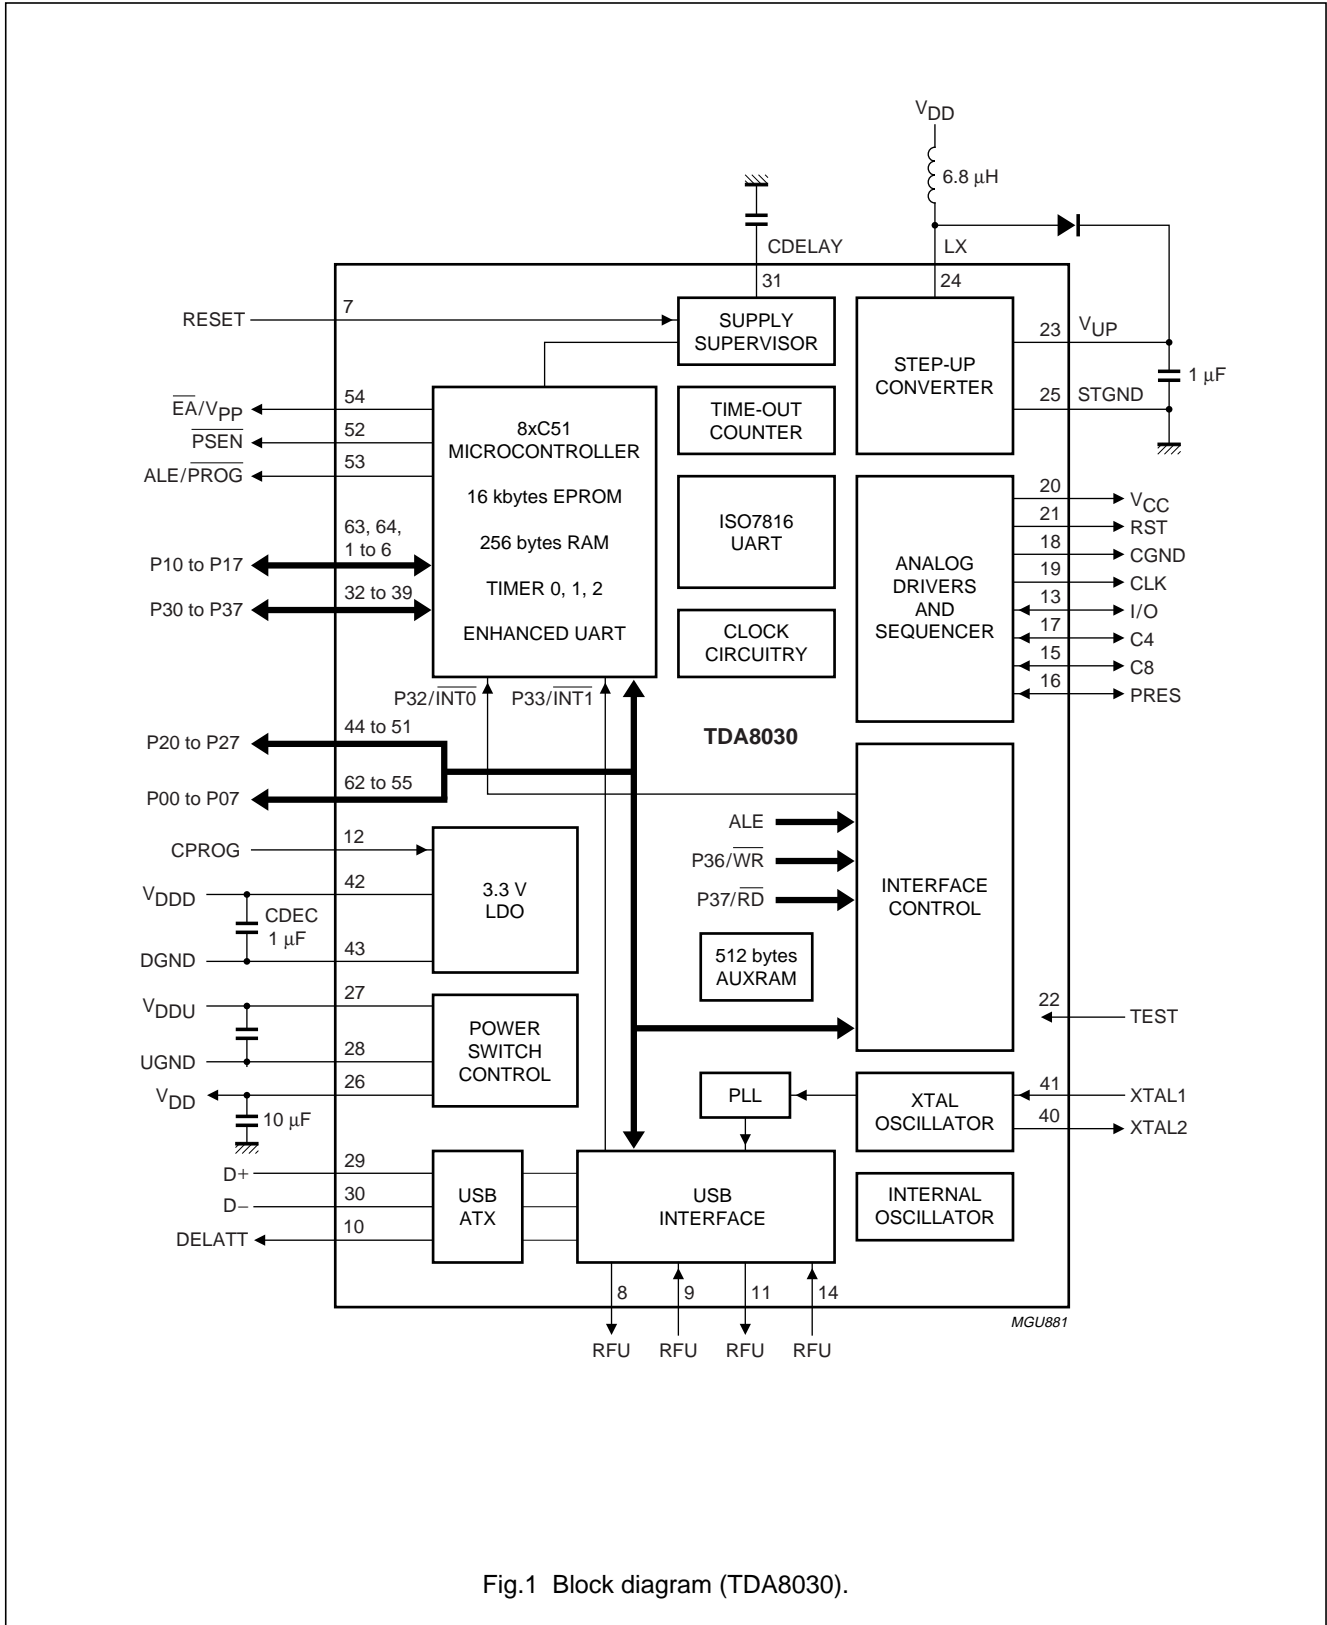 VDD
6.8 μH
CDELAY
LX
31
24
7
RESET
SUPPLY
SUPERVISOR
STEP-UP
CONVERTER
23
VUP
1 μF
25
STGND
54
EA/VPP
52
PSEN
53
ALE/PROG
8xC51
MICROCONTROLLER
16 kbytes EPROM
256 bytes RAM
TIMER 0, 1, 2
ENHANCED UART
TIME-OUT
COUNTER
ISO7816
UART
CLOCK
CIRCUITRY
ANALOG
DRIVERS
AND
SEQUENCER
20
VCC
21
RST
18
CGND
19
CLK
13
I/O
17
C4
15
C8
16
PRES
63, 64,
1 to 6
P10 to P17
32 to 39
P30 to P37
P32/INT0
P33/INT1
44 to 51
P20 to P27
62 to 55
P00 to P07
TDA8030
12
CPROG
42
VDDD
CDEC
1 μF
43
DGND
3.3 V
LDO
ALE
P36/WR
P37/RD
INTERFACE
CONTROL
512 bytes
AUXRAM
27
VDDU
28
UGND
26
VDD
10 μF
POWER
SWITCH
CONTROL
22
TEST
PLL
XTAL
OSCILLATOR
41
XTAL1
40
XTAL2
29
D+
30
D−
10
DELATT
USB
ATX
USB
INTERFACE
INTERNAL
OSCILLATOR
8
9
11
14
RFU
RFU
RFU
RFU
MGU881
Fig.1 Block diagram (TDA8030).